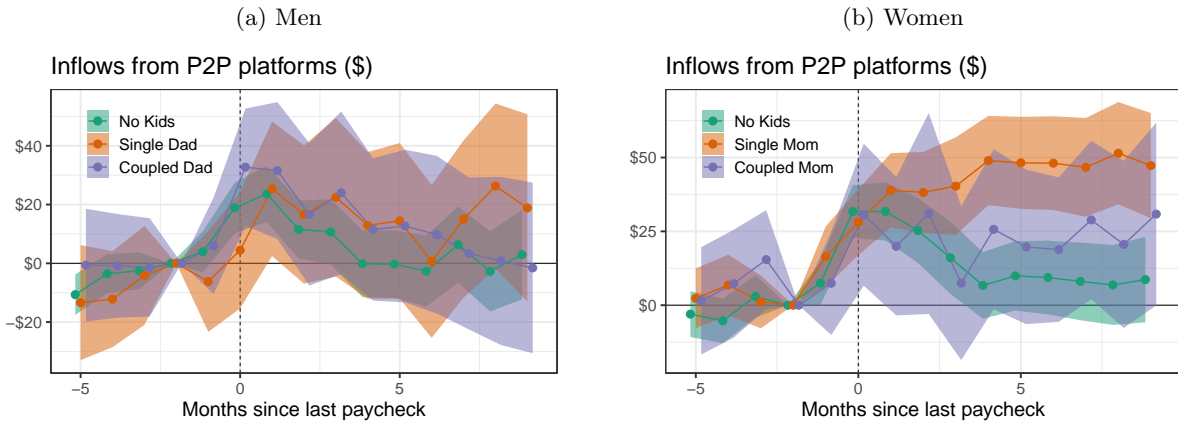 (a) Men
Inflows from P2P platforms ($)
No Kids
Single Dad
Coupled Dad
$40
$20
$0
−$20
−5
0
5
Months since last paycheck
(b) Women
Inflows from P2P platforms ($)
No Kids
Single Mom
Coupled Mom
$50
$25
$0
−5
0
5
Months since last paycheck